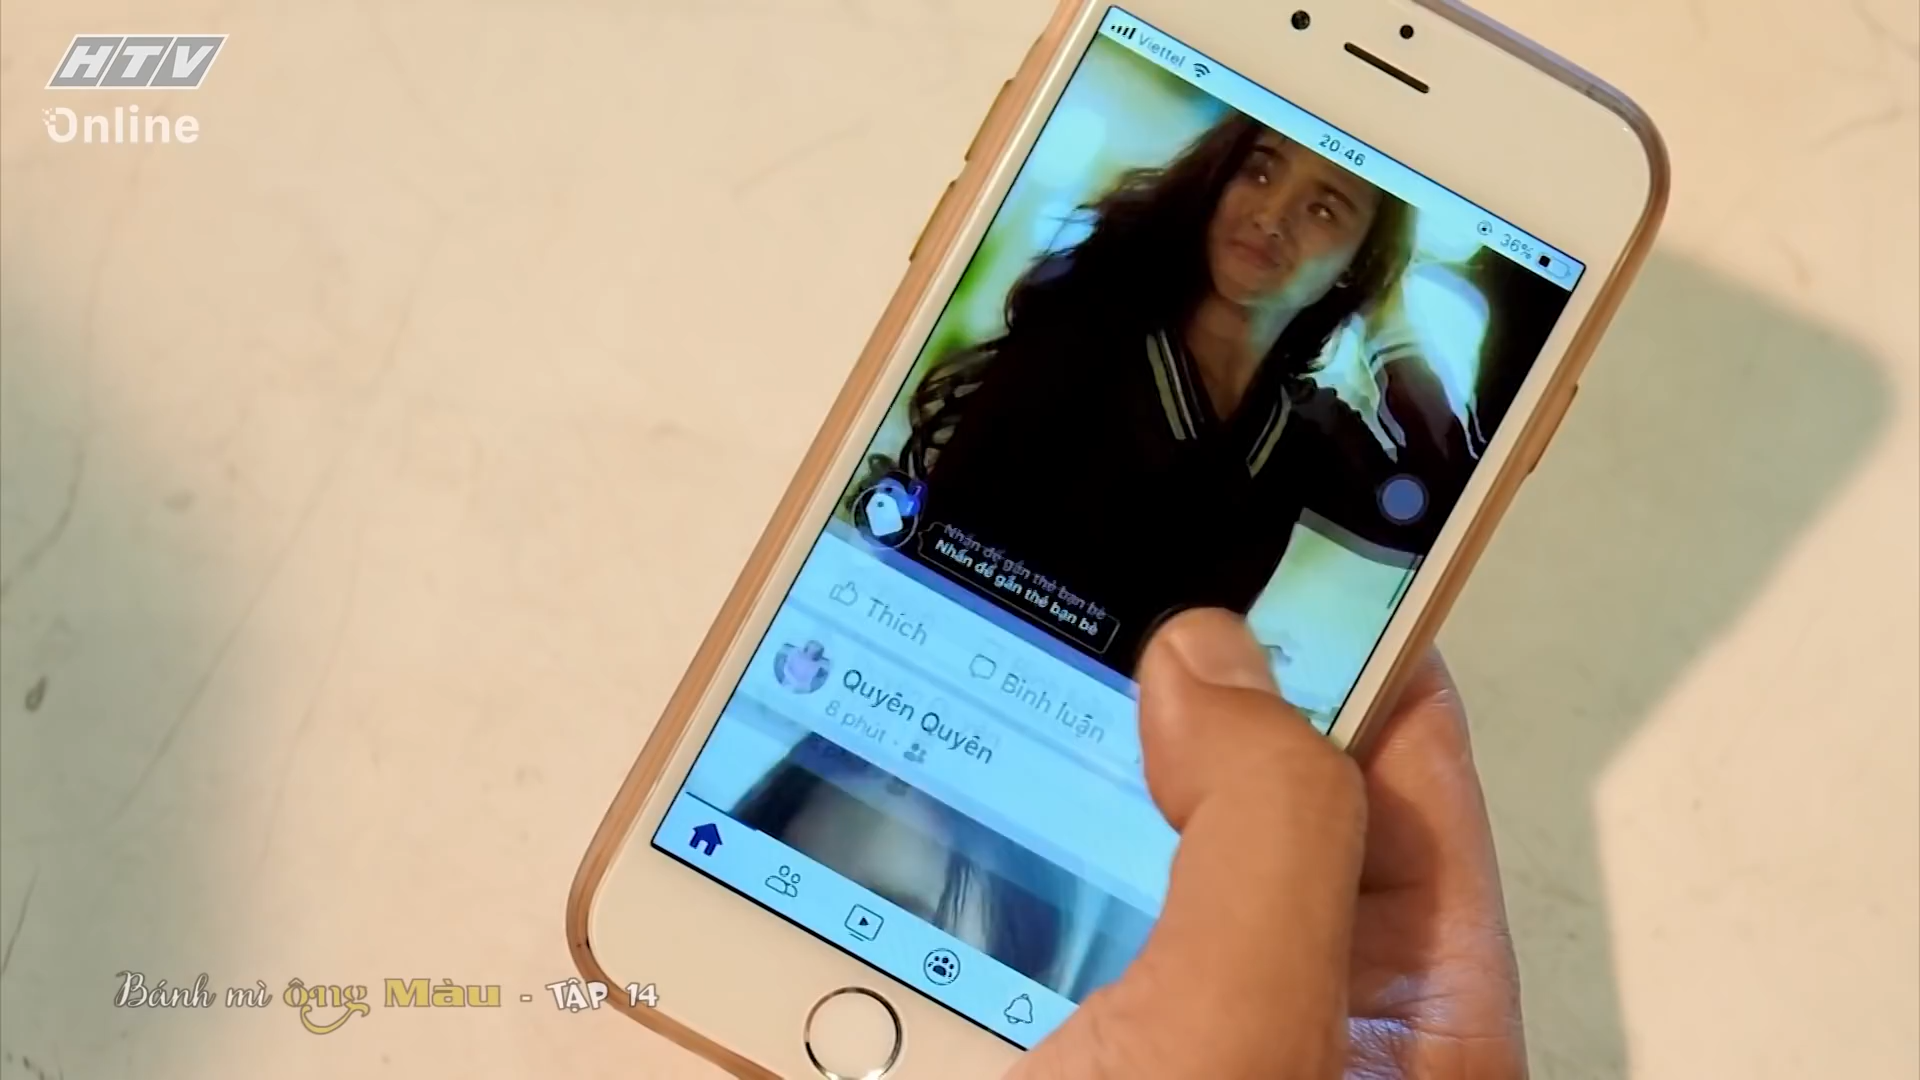 HTV
Online
Viettel
20:46
36%
Nhấn để gắn thẻ bạn bè
Nhấn để gắn thẻ bạn bè
Thích
Bình luận
Quyên Quyên
8 phút
Bánh mì ông Màu - TẬP 14